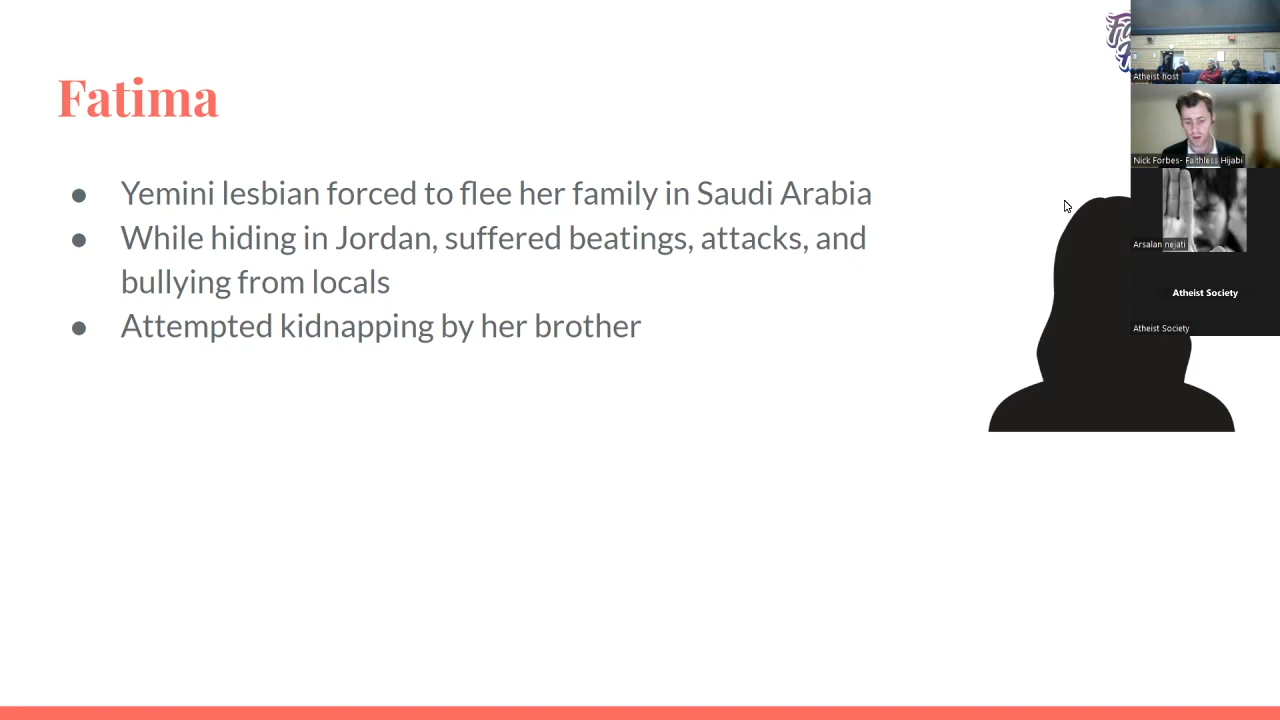 Fatima
● Yemini lesbian forced to flee her family in Saudi Arabia
● While hiding in Jordan, suffered beatings, attacks, and
bullying from locals
● Attempted kidnapping by her brother
Atheist host
Nick Forbes- Faithless Hijabi
Arsalan nejati
Atheist Society
Atheist Society